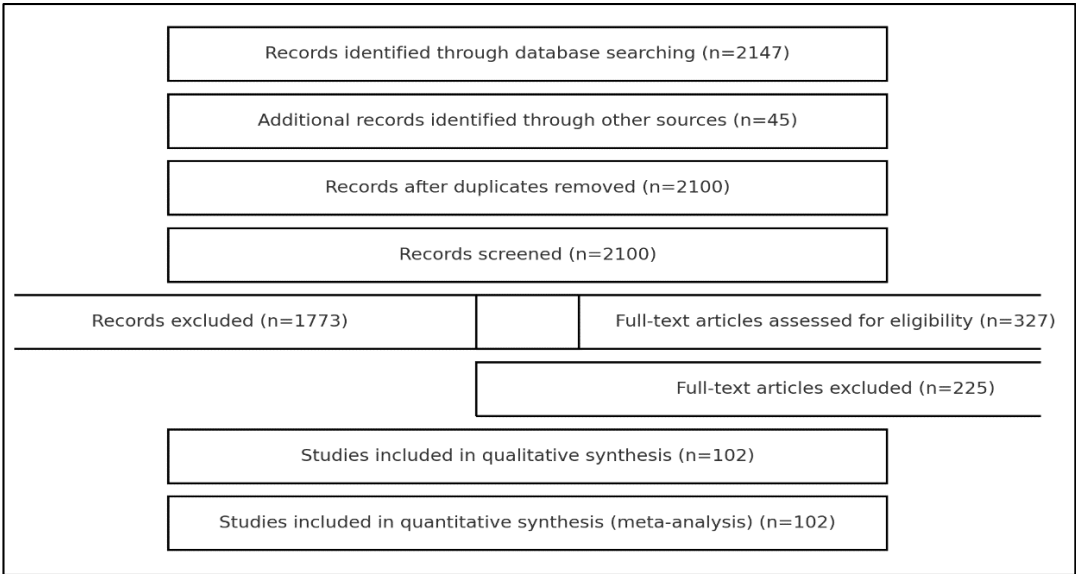 Records identified through database searching (n=2147)
Additional records identified through other sources (n=45)
Records after duplicates removed (n=2100)
Records screened (n=2100)
Records excluded (n=1773)
Full-text articles assessed for eligibility (n=327)
Full-text articles excluded (n=225)
Studies included in qualitative synthesis (n=102)
Studies included in quantitative synthesis (meta-analysis) (n=102)